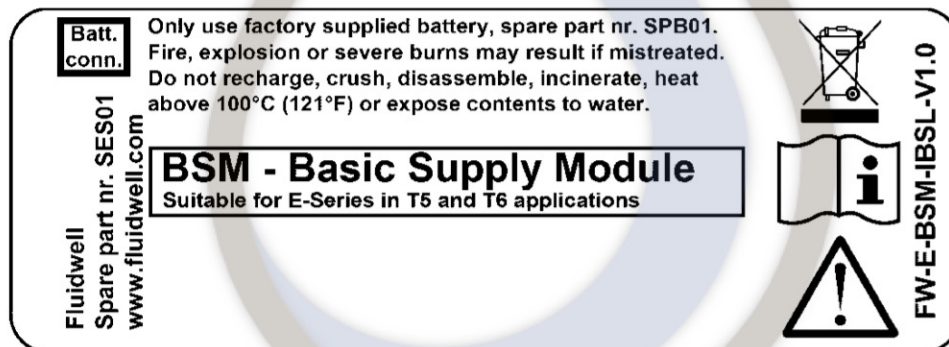 Batt.
conn.
Only use factory supplied battery, spare part nr. SPB01.
Fire, explosion or severe burns may result if mistreated.
Do not recharge, crush, disassemble, incinerate, heat
above 100°C (121°F) or expose contents to water.
BSM - Basic Supply Module
Suitable for E-Series in T5 and T6 applications
Fluidwell
Spare part nr. SES01
www.fluidwell.com
FW-E-BSM-IBSL-V1.0